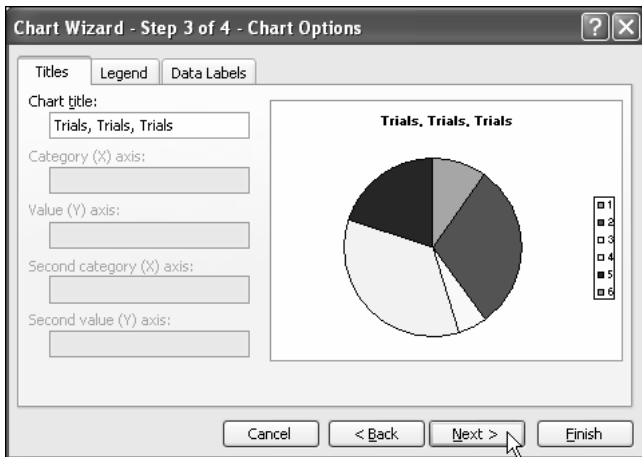 Chart Wizard - Step 3 of 4 - Chart Options
Titles
Legend
Data Labels
Chart title:
Trials, Trials, Trials
Category (X) axis:
Value (Y) axis:
Second category (X) axis:
Second value (Y) axis:
Trials, Trials, Trials
1
2
3
4
5
6
Cancel
< Back
Next >
Finish